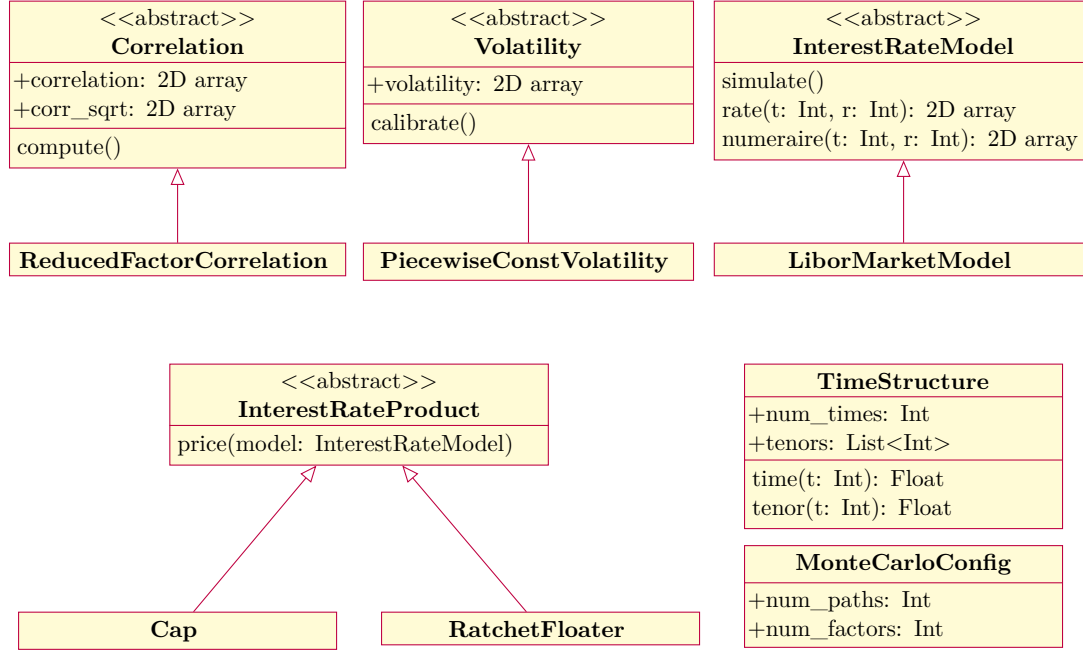 <<abstract>>
Correlation
+correlation: 2D array
+corr_sqrt: 2D array
compute()
<<abstract>>
Volatility
+volatility: 2D array
calibrate()
<<abstract>>
InterestRateModel
simulate()
rate(t: Int, r: Int): 2D array
numeraire(t: Int, r: Int): 2D array
ReducedFactorCorrelation
PiecewiseConstVolatility
LiborMarketModel
<<abstract>>
InterestRateProduct
price(model: InterestRateModel)
Cap
RatchetFloater
TimeStructure
+num_times: Int
+tenors: List<Int>
time(t: Int): Float
tenor(t: Int): Float
MonteCarloConfig
+num_paths: Int
+num_factors: Int